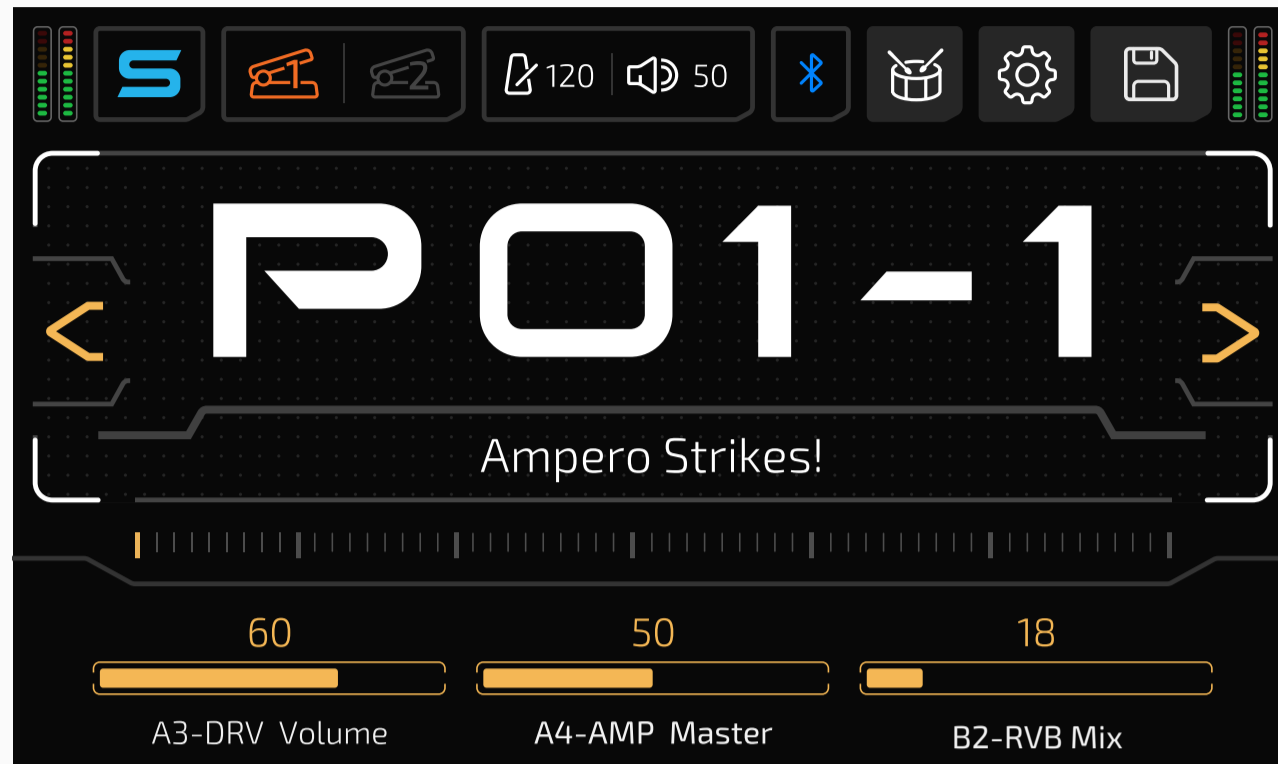 S 1 2 120 50
P01-1
Ampero Strikes!
60 50 18
A3-DRV Volume A4-AMP Master B2-RVB Mix